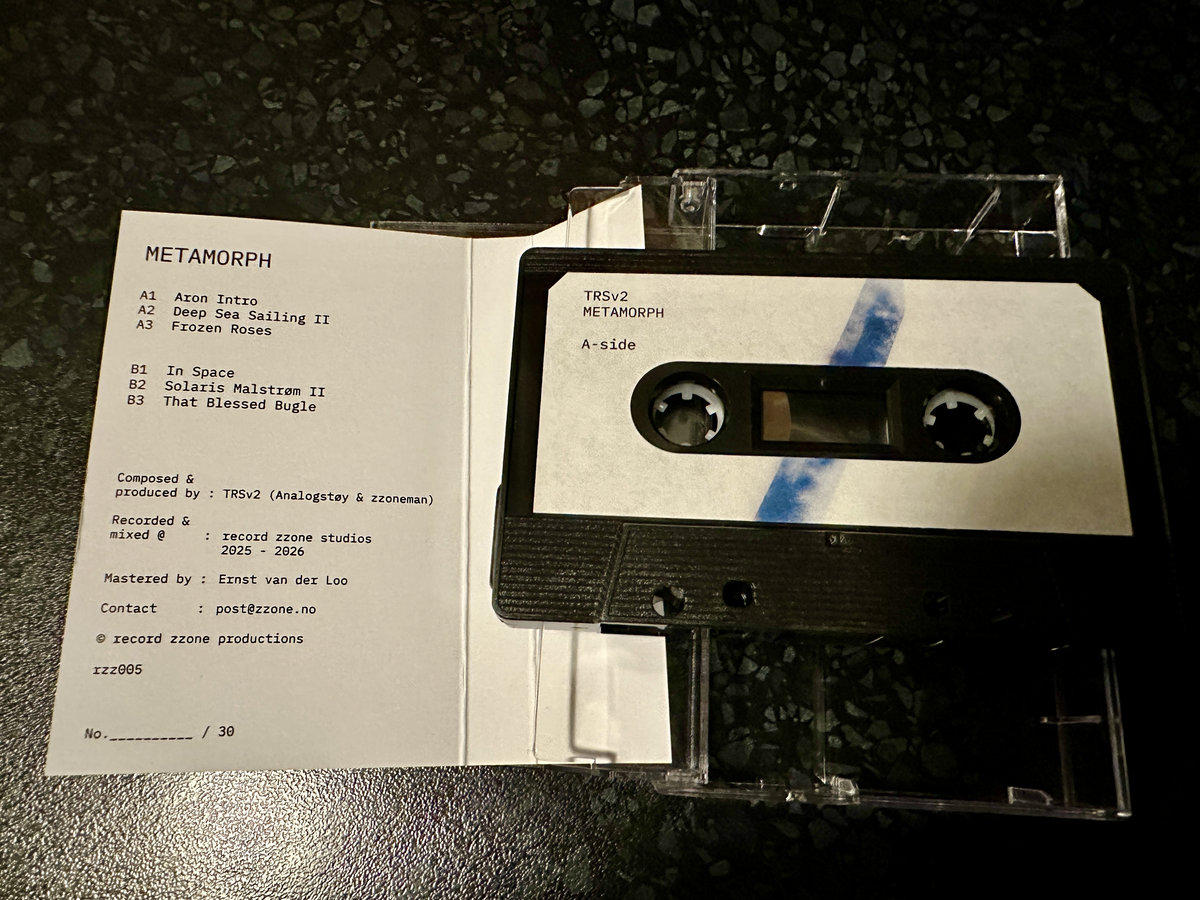 METAMORPH
A1 Aron Intro
A2 Deep Sea Sailing II
A3 Frozen Roses
B1 In Space
B2 Solaris Malstrøm II
B3 That Blessed Bugle
Composed &
produced by : TRSv2 (Analogstøy & zzoneman)
Recorded &
mixed @ : record zzone studios
2025 - 2026
Mastered by : Ernst van der Loo
Contact : post@zzone.no
© record zzone productions
rzz005
No.__________ / 30
TRSv2
METAMORPH
A-side